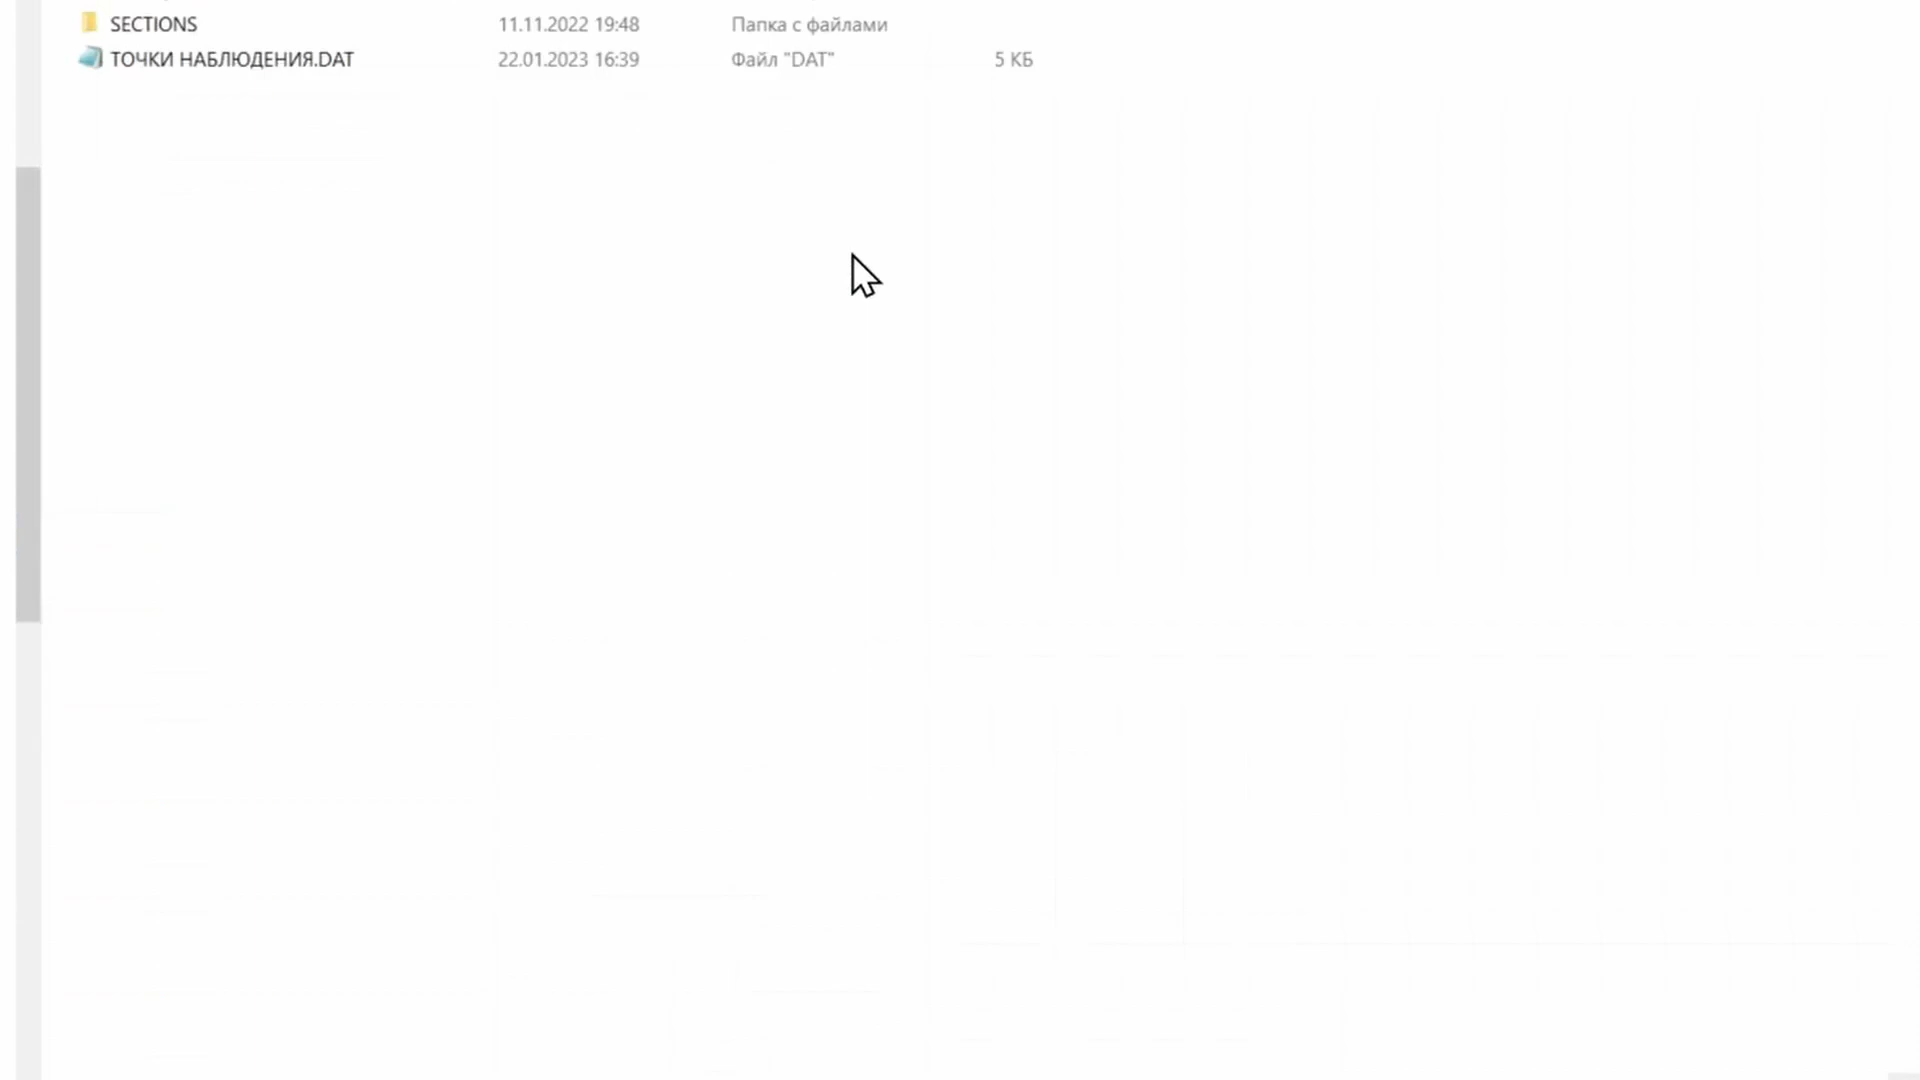 SECTIONS 11.11.2022 19:48 Папка с файлами
ТОЧКИ НАБЛЮДЕНИЯ.DAT 22.01.2023 16:39 Файл "DAT" 5 КБ